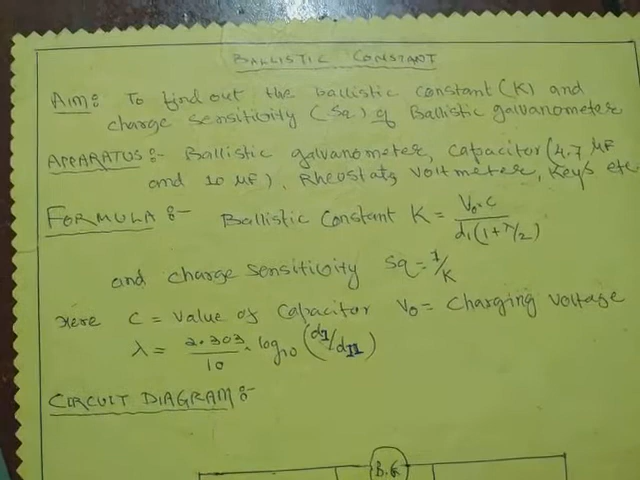 BALLISTIC CONSTANT
AIM:- To find out the ballistic constant (K) and
charge sensitivity (Sq) of Ballistic galvanometer
APPARATUS:- Ballistic galvanometer, Capacitor (4.7 μF
and 10 μF), Rheostat, Voltmeter, Keys etc.
FORMULA:- Ballistic Constant K = V₀·C / d₁(1+λ/2)
and charge sensitivity Sq = 1/K
Here C = Value of Capacitor V₀ = Charging Voltage
λ = 2.303/10 · log₁₀ (d₁/d₁₁)
CIRCUIT DIAGRAM:-
B.G